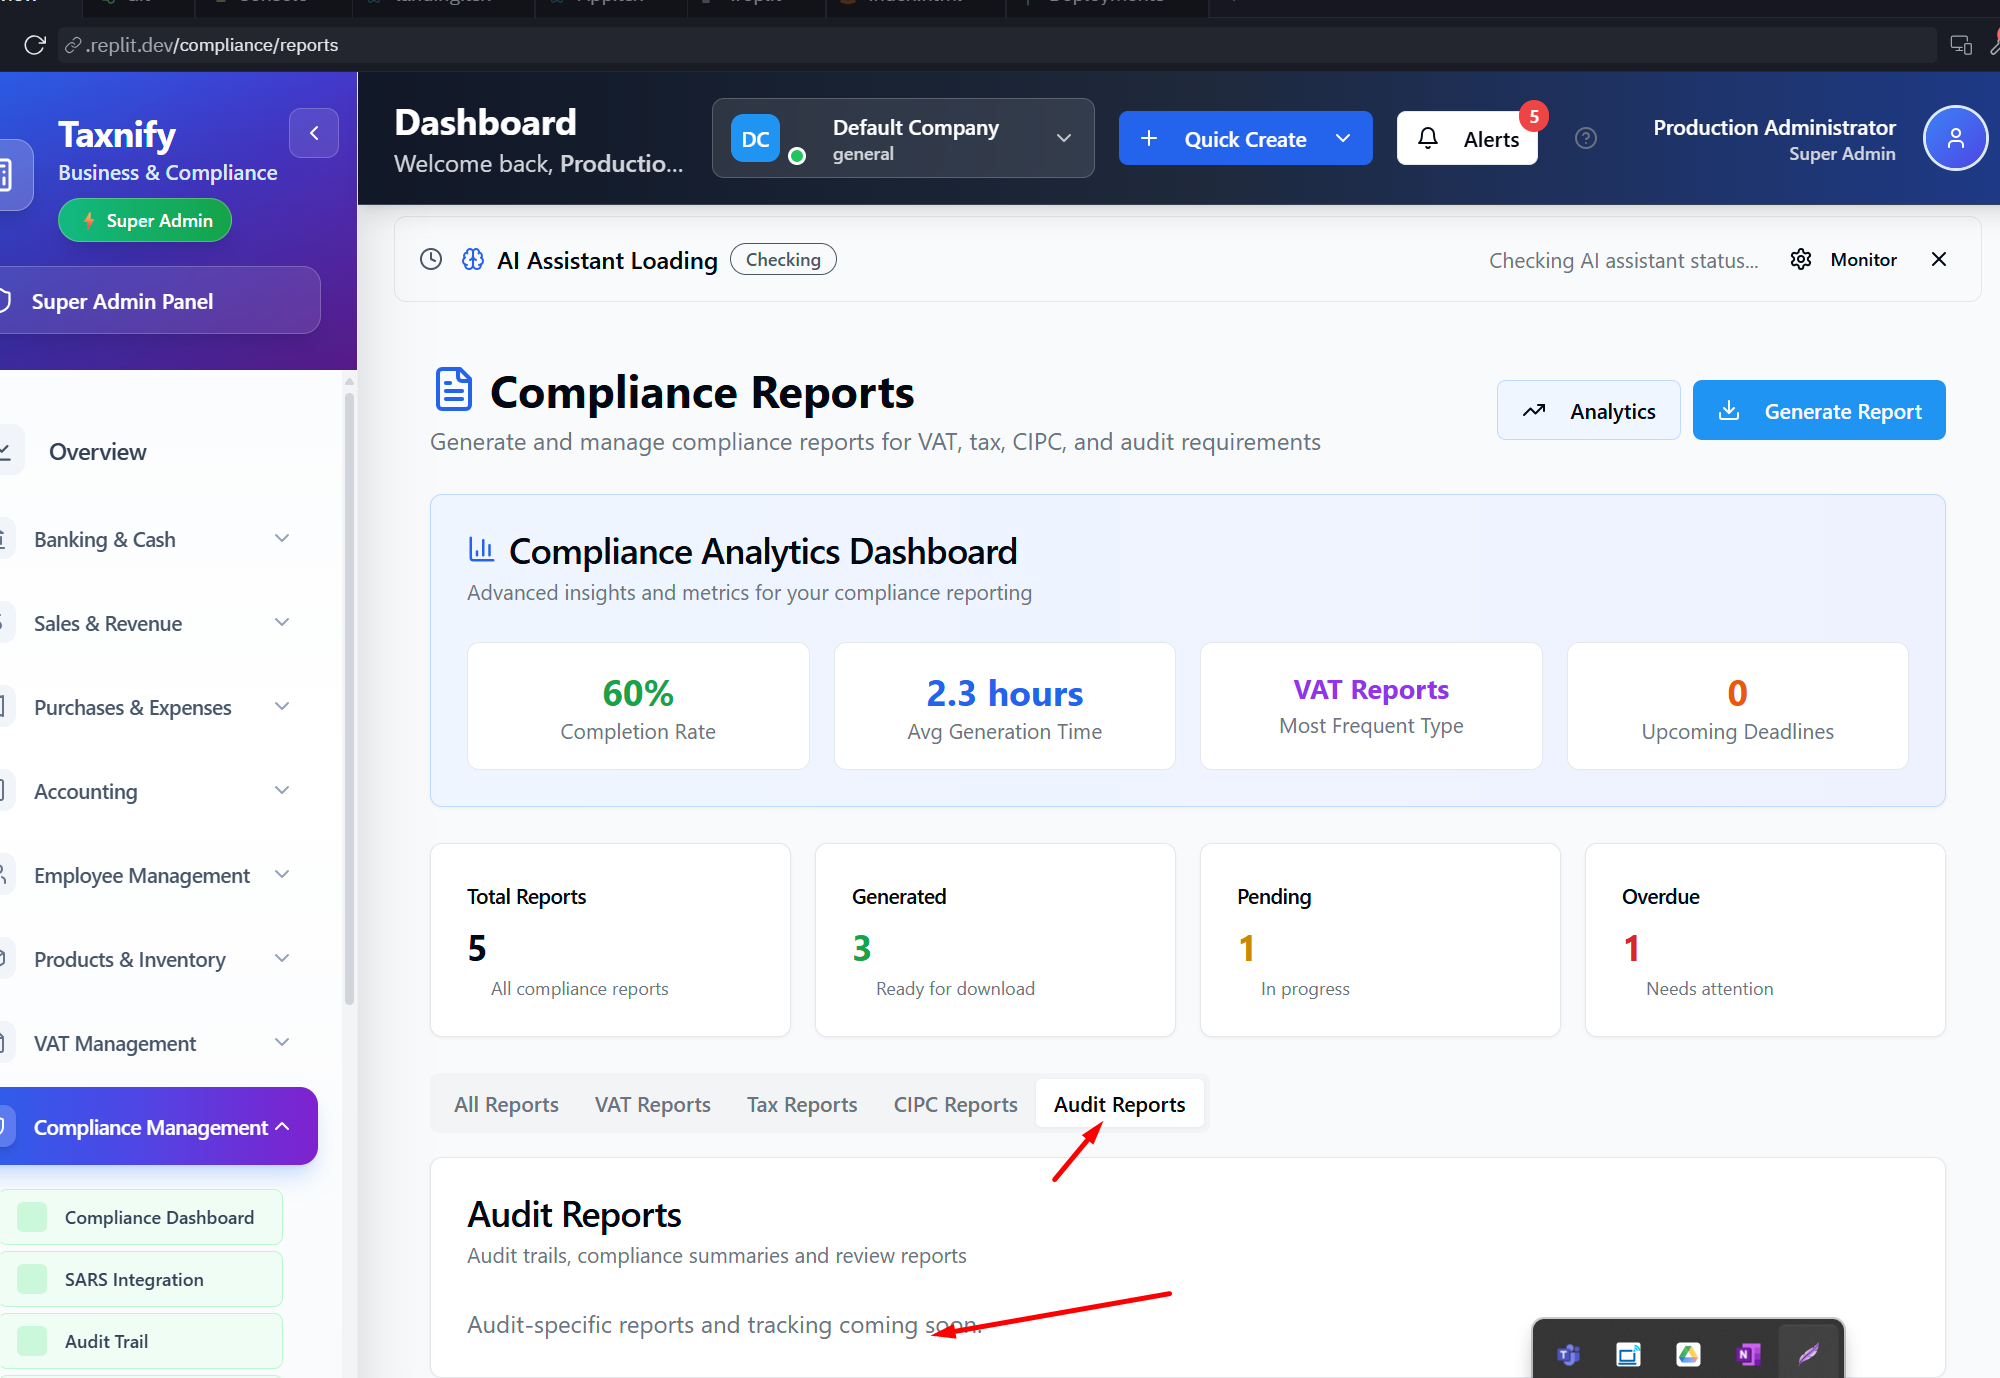 .replit.dev/compliance/reports
Taxnify
Business & Compliance
Super Admin
Super Admin Panel
Overview
Banking & Cash
Sales & Revenue
Purchases & Expenses
Accounting
Employee Management
Products & Inventory
VAT Management
Compliance Management
Compliance Dashboard
SARS Integration
Audit Trail
Dashboard
Welcome back, Productio...
DC
Default Company
general
Quick Create
Alerts
5
Production Administrator
Super Admin
AI Assistant Loading
Checking
Checking AI assistant status...
Monitor
Compliance Reports
Generate and manage compliance reports for VAT, tax, CIPC, and audit requirements
Analytics
Generate Report
Compliance Analytics Dashboard
Advanced insights and metrics for your compliance reporting
60%
Completion Rate
2.3 hours
Avg Generation Time
VAT Reports
Most Frequent Type
0
Upcoming Deadlines
Total Reports
5
All compliance reports
Generated
3
Ready for download
Pending
1
In progress
Overdue
1
Needs attention
All Reports
VAT Reports
Tax Reports
CIPC Reports
Audit Reports
Audit Reports
Audit trails, compliance summaries and review reports
Audit-specific reports and tracking coming soon.